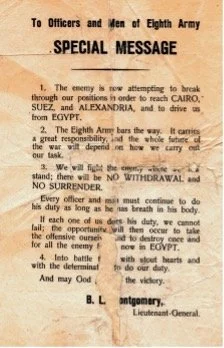 To Officers and Men of Eighth Army
SPECIAL MESSAGE
1. The enemy is now attempting to break
through our positions in order to reach CAIRO,
SUEZ and ALEXANDRIA, and to drive us
from EGYPT.
2. The Eighth Army bars the way. It carries
a great responsibility, and the whole future of
the war will depend on how we carry out
our task.
3. We will fight the enemy where we
stand; there will be NO WITHDRAWAL and
NO SURRENDER.
Every officer and man must continue to do
his duty as long as he has breath in his body.
If each one of us does his duty, we cannot
fail; the opportunity will then occur to take
the offensive ourselves and to destroy once and
for all the enemy now in EGYPT.
4. Into battle with stout hearts and
with the determination to do our duty.
And may God the victory.
B. L. Montgomery,
Lieutenant-General.